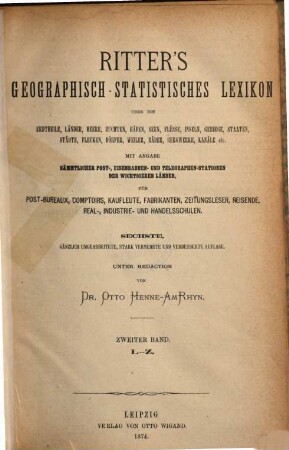 RITTER'S
GEOGRAPHISCH-STATISTISCHES LEXIKON
ÜBER DIE
ERDTHEILE, LÄNDER, MEERE, BUCHTEN, HÄFEN, SEEN, FLÜSSE, INSELN, GEBIRGE, STAATEN,
STÄDTE, FLECKEN, DÖRFER, WEILER, BÄDER, BERGWERKE, KANÄLE etc.
MIT ANGABE
SÄMMTLICHER POST-, EISENBAHNEN- UND TELEGRAPHEN-STATIONEN
DER WICHTIGEREN LÄNDER,
FÜR
POST-BUREAUX, COMPTOIRS, KAUFLEUTE, FABRIKANTEN, ZEITUNGSLESER, REISENDE,
REAL-, INDUSTRIE- UND HANDELSSCHULEN.
SECHSTE,
GÄNZLICH UMGEARBEITETE, STARK VERMEHRTE UND VERBESSERTE AUFLAGE.
UNTER REDACTION
VON
DR. OTTO HENNE-AMRHYN.
ZWEITER BAND.
L-Z.
LEIPZIG
VERLAG VON OTTO WIGAND.
1874.